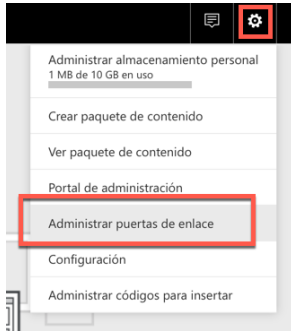 Administrar almacenamiento personal
1 MB de 10 GB en uso
Crear paquete de contenido
Ver paquete de contenido
Portal de administración
Administrar puertas de enlace
Configuración
Administrar códigos para insertar